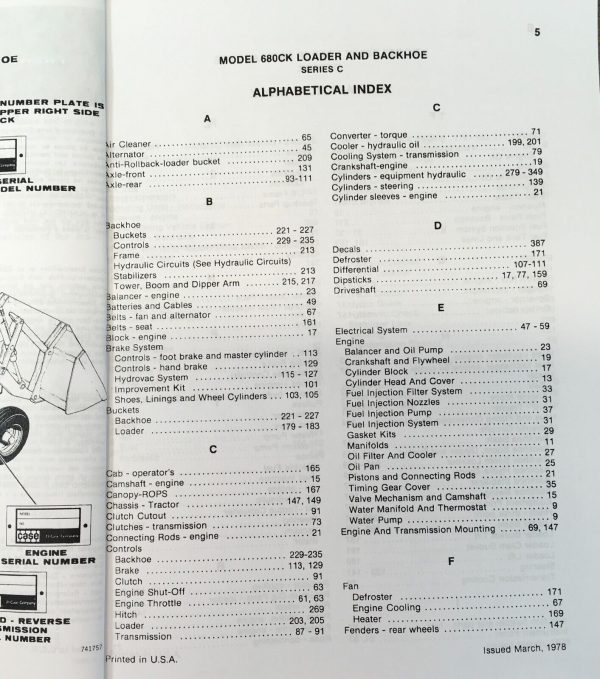 OE
NUMBER PLATE IS
PPER RIGHT SIDE
CK
SERIAL
DEL NUMBER
case
ENGINE
SERIAL NUMBER
D - REVERSE
SMISSION
NUMBER
741757
5
MODEL 680CK LOADER AND BACKHOE
SERIES C
ALPHABETICAL INDEX
A
Air Cleaner 65
Alternator 45
Anti-Rollback-loader bucket 209
Axle-front 131
Axle-rear 93-111
B
Backhoe
Buckets 221 - 227
Controls 229 - 235
Frame 213
Hydraulic Circuits (See Hydraulic Circuits)
Stabilizers 213
Tower, Boom and Dipper Arm 215, 217
Balancer - engine 23
Batteries and Cables 49
Belts - fan and alternator 67
Belts - seat 161
Block - engine 17
Brake System
Controls - foot brake and master cylinder 113
Controls - hand brake 129
Hydrovac System 115 - 127
Improvement Kit 101
Shoes, Linings and Wheel Cylinders 103, 105
Buckets
Backhoe 221 - 227
Loader 179 - 183
C
Cab - operator's 165
Camshaft - engine 15
Canopy-ROPS 167
Chassis - Tractor 147, 149
Clutch Cutout 91
Clutches - transmission 73
Connecting Rods - engine 21
Controls
Backhoe 229-235
Brake 113, 129
Clutch 91
Engine Shut-Off 63
Engine Throttle 61, 63
Hitch 269
Loader 203, 205
Transmission 87 - 91
Printed in U.S.A.
C
Converter - torque 71
Cooler - hydraulic oil 199, 201
Cooling System - transmission 79
Crankshaft-engine 19
Cylinders - equipment hydraulic 279 - 349
Cylinders - steering 139
Cylinder sleeves - engine 21
D
Decals 387
Defroster 171
Differential 107-111
Dipsticks 17, 77, 159
Driveshaft 69
E
Electrical System 47 - 59
Engine
Balancer and Oil Pump 23
Crankshaft and Flywheel 19
Cylinder Block 17
Cylinder Head And Cover 13
Fuel Injection Filter System 33
Fuel Injection Nozzles 31
Fuel Injection Pump 37
Fuel Injection System 31
Gasket Kits 29
Manifolds 11
Oil Filter And Cooler 27
Oil Pan 25
Pistons and Connecting Rods 21
Timing Gear Cover 35
Valve Mechanism and Camshaft 15
Water Manifold And Thermostat 9
Water Pump 9
Engine And Transmission Mounting 69, 147
F
Fan
Defroster 171
Engine Cooling 67
Heater 169
Fenders - rear wheels 147
Issued March, 1978